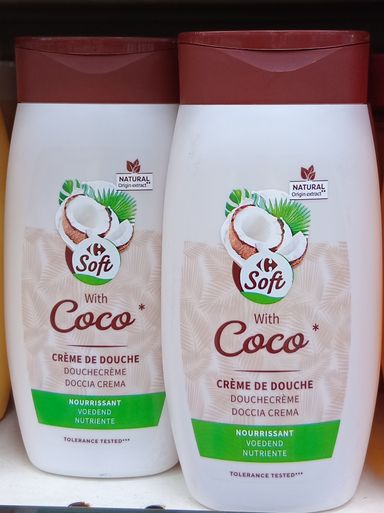 NATURAL
Origin extract**
Soft
With
Coco*
CRÈME DE DOUCHE
DOUCHECRÈME
DOCCIA CREMA
NOURRISSANT
VOEDEND
NUTRIENTE
TOLERANCE TESTED***
NATURAL
Origin extract**
Soft
With
Coco*
CRÈME DE DOUCHE
DOUCHECRÈME
DOCCIA CREMA
NOURRISSANT
VOEDEND
NUTRIENTE
TOLERANCE TESTED***